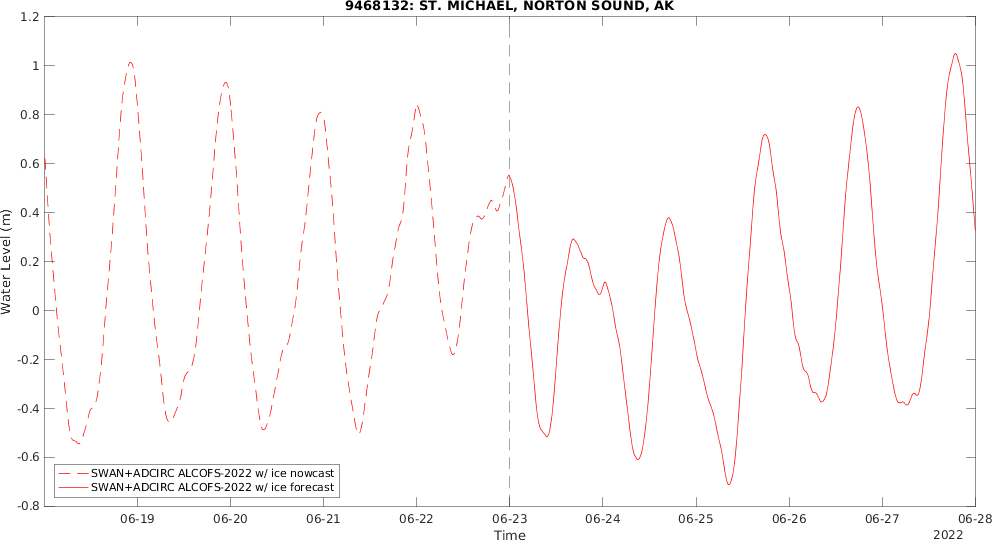 9468132: ST. MICHAEL, NORTON SOUND, AK
1.2
1
0.8
0.6
0.4
0.2
0
-0.2
-0.4
-0.6
-0.8
Water Level (m)
SWAN+ADCIRC ALCOFS-2022 w/ ice nowcast
SWAN+ADCIRC ALCOFS-2022 w/ ice forecast
06-19 06-20 06-21 06-22 06-23 06-24 06-25 06-26 06-27 06-28
Time
2022